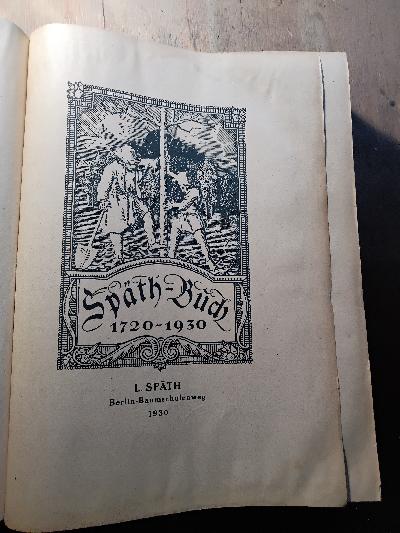 Späth-Buch
1720-1930
L. SPÄTH
Berlin-Baumschulenweg
1930